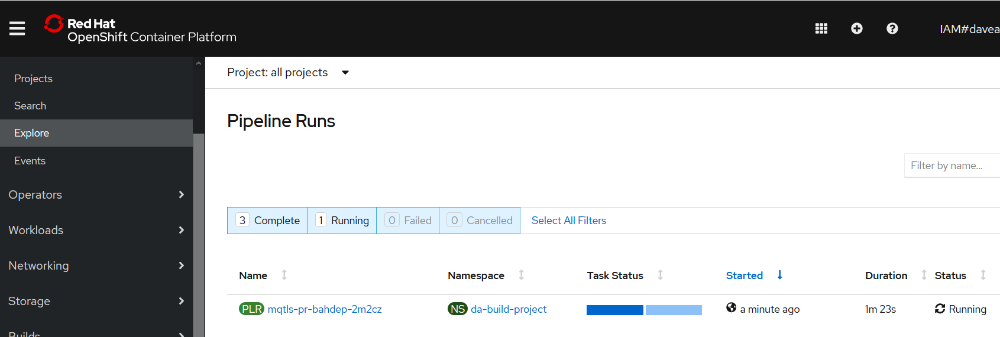 Red Hat
OpenShift Container Platform
IAM#davea
Projects
Search
Explore
Events
Operators
Workloads
Networking
Storage
Builds
Project: all projects
Pipeline Runs
Filter by name...
3 Complete 1 Running 0 Failed 0 Cancelled Select All Filters
Name Namespace Task Status Started Duration Status
PLR mqtls-pr-bahdep-2m2cz NS da-build-project a minute ago 1m 23s Running